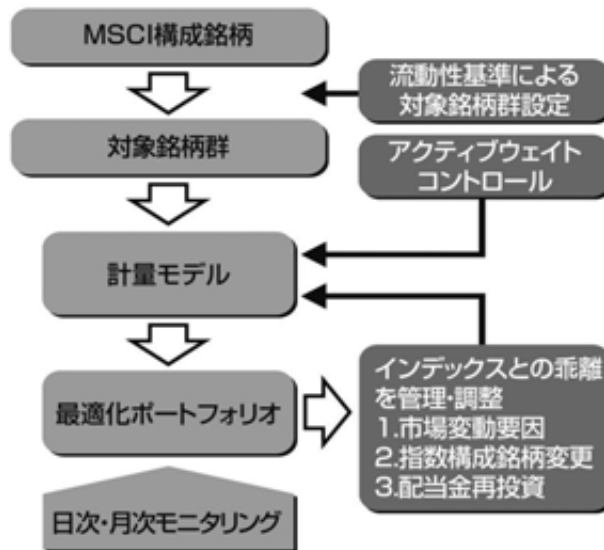 MSCI構成銘柄
流動性基準による
対象銘柄群設定
対象銘柄群
アクティブウェイト
コントロール
計量モデル
最適化ポートフォリオ
インデックスとの乖離
を管理・調整
1.市場変動要因
2.指数構成銘柄変更
3.配当金再投資
日次・月次モニタリング